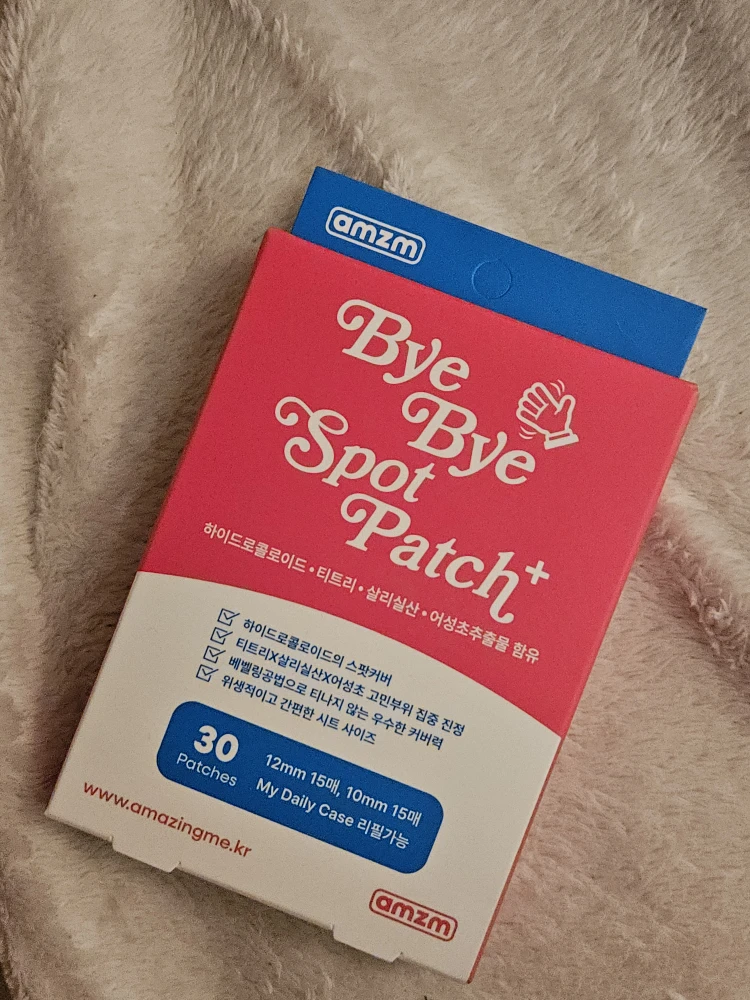 amzm
Bye
Bye
Spot
Patch+
하이드로콜로이드•티트리•살리실산•어성초추출물 함유
하이드로콜로이드의 스팟커버
티트리X살리실산X어성초 고민부위 집중 진정
베벨링공법으로 티나지 않는 우수한 커버력
위생적이고 간편한 시트 사이즈
30
Patches
12mm 15매, 10mm 15매
My Daily Case 리필가능
www.amazingme.kr
amzm